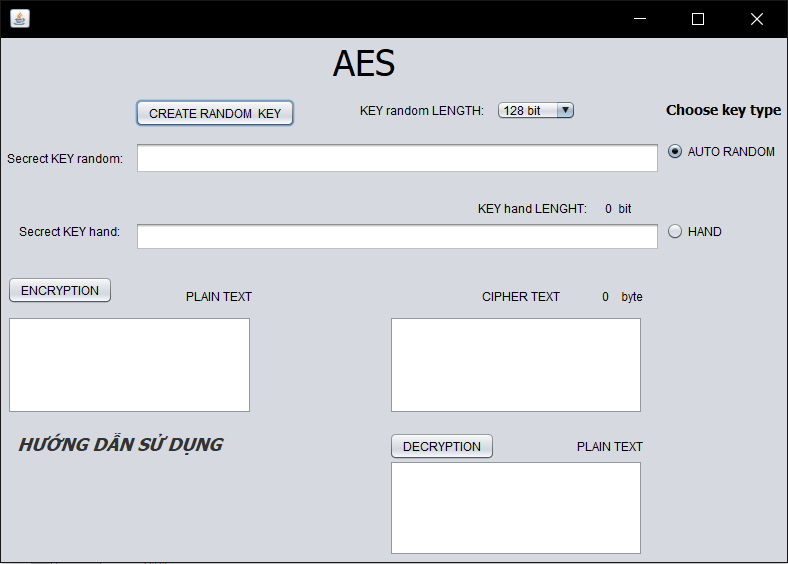 AES
CREATE RANDOM KEY
KEY random LENGTH:
128 bit
Choose key type
Secrect KEY random:
AUTO RANDOM
KEY hand LENGHT: 0 bit
Secrect KEY hand:
HAND
ENCRYPTION
PLAIN TEXT
CIPHER TEXT 0 byte
HƯỚNG DẪN SỬ DỤNG
DECRYPTION
PLAIN TEXT